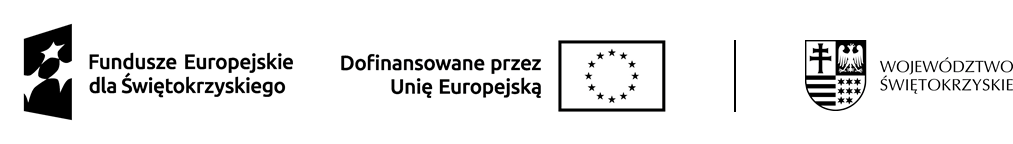 Fundusze Europejskie
dla Świętokrzyskiego
Dofinansowane przez
Unię Europejską
WOJEWÓDZTWO
ŚWIĘTOKRZYSKIE